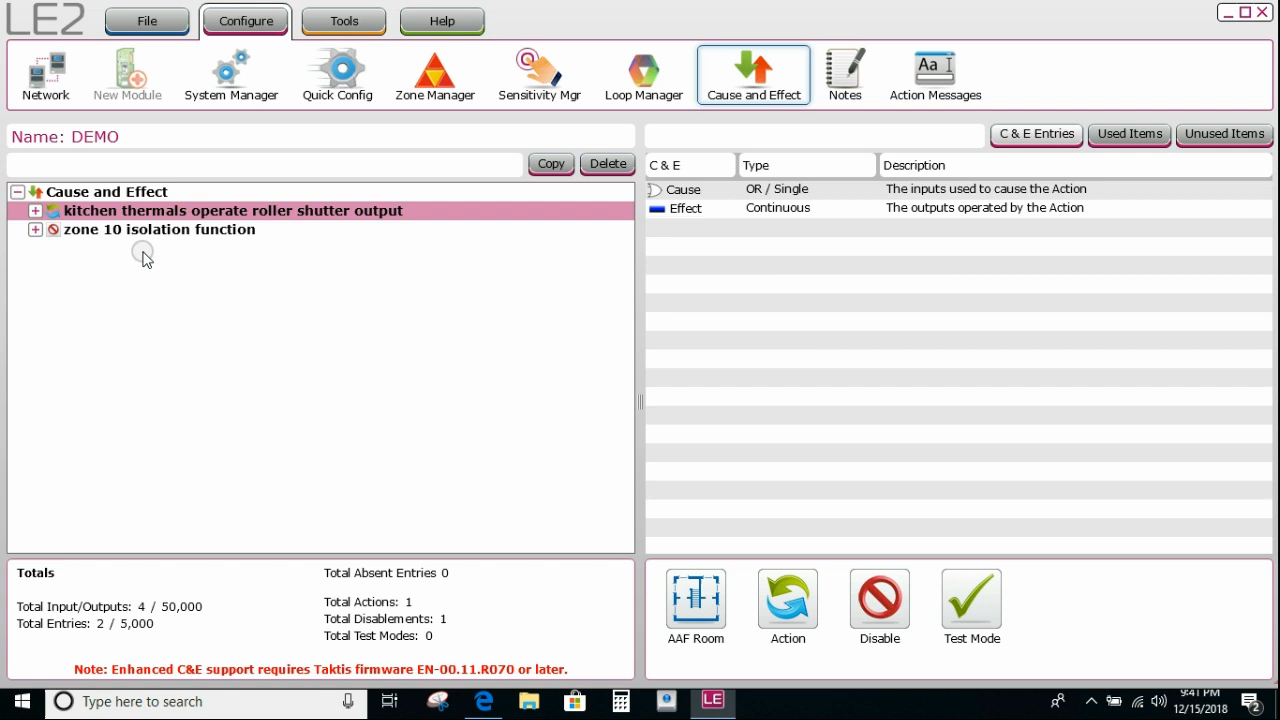 LE2
File
Configure
Tools
Help
Network
New Module
System Manager
Quick Config
Zone Manager
Sensitivity Mgr
Loop Manager
Cause and Effect
Notes
Aa
Action Messages
Name: DEMO
C & E Entries
Used Items
Unused Items
Copy
Delete
C & E
Type
Description
Cause and Effect
Cause
OR / Single
The inputs used to cause the Action
kitchen thermals operate roller shutter output
Effect
Continuous
The outputs operated by the Action
zone 10 isolation function
Totals
Total Absent Entries 0
Total Input/Outputs: 4 / 50,000
Total Actions: 1
Total Entries: 2 / 5,000
Total Disablements: 1
Total Test Modes: 0
Note: Enhanced C&E support requires Taktis firmware EN-00.11.R070 or later.
AAF Room
Action
Disable
Test Mode
Type here to search
LE
9:41 PM
12/15/2018
2